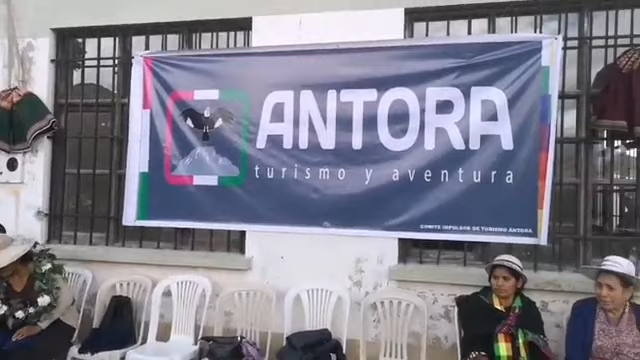 ANTORA
turismo y aventura
COMITE IMPULSOR DE TURISMO ANTORA